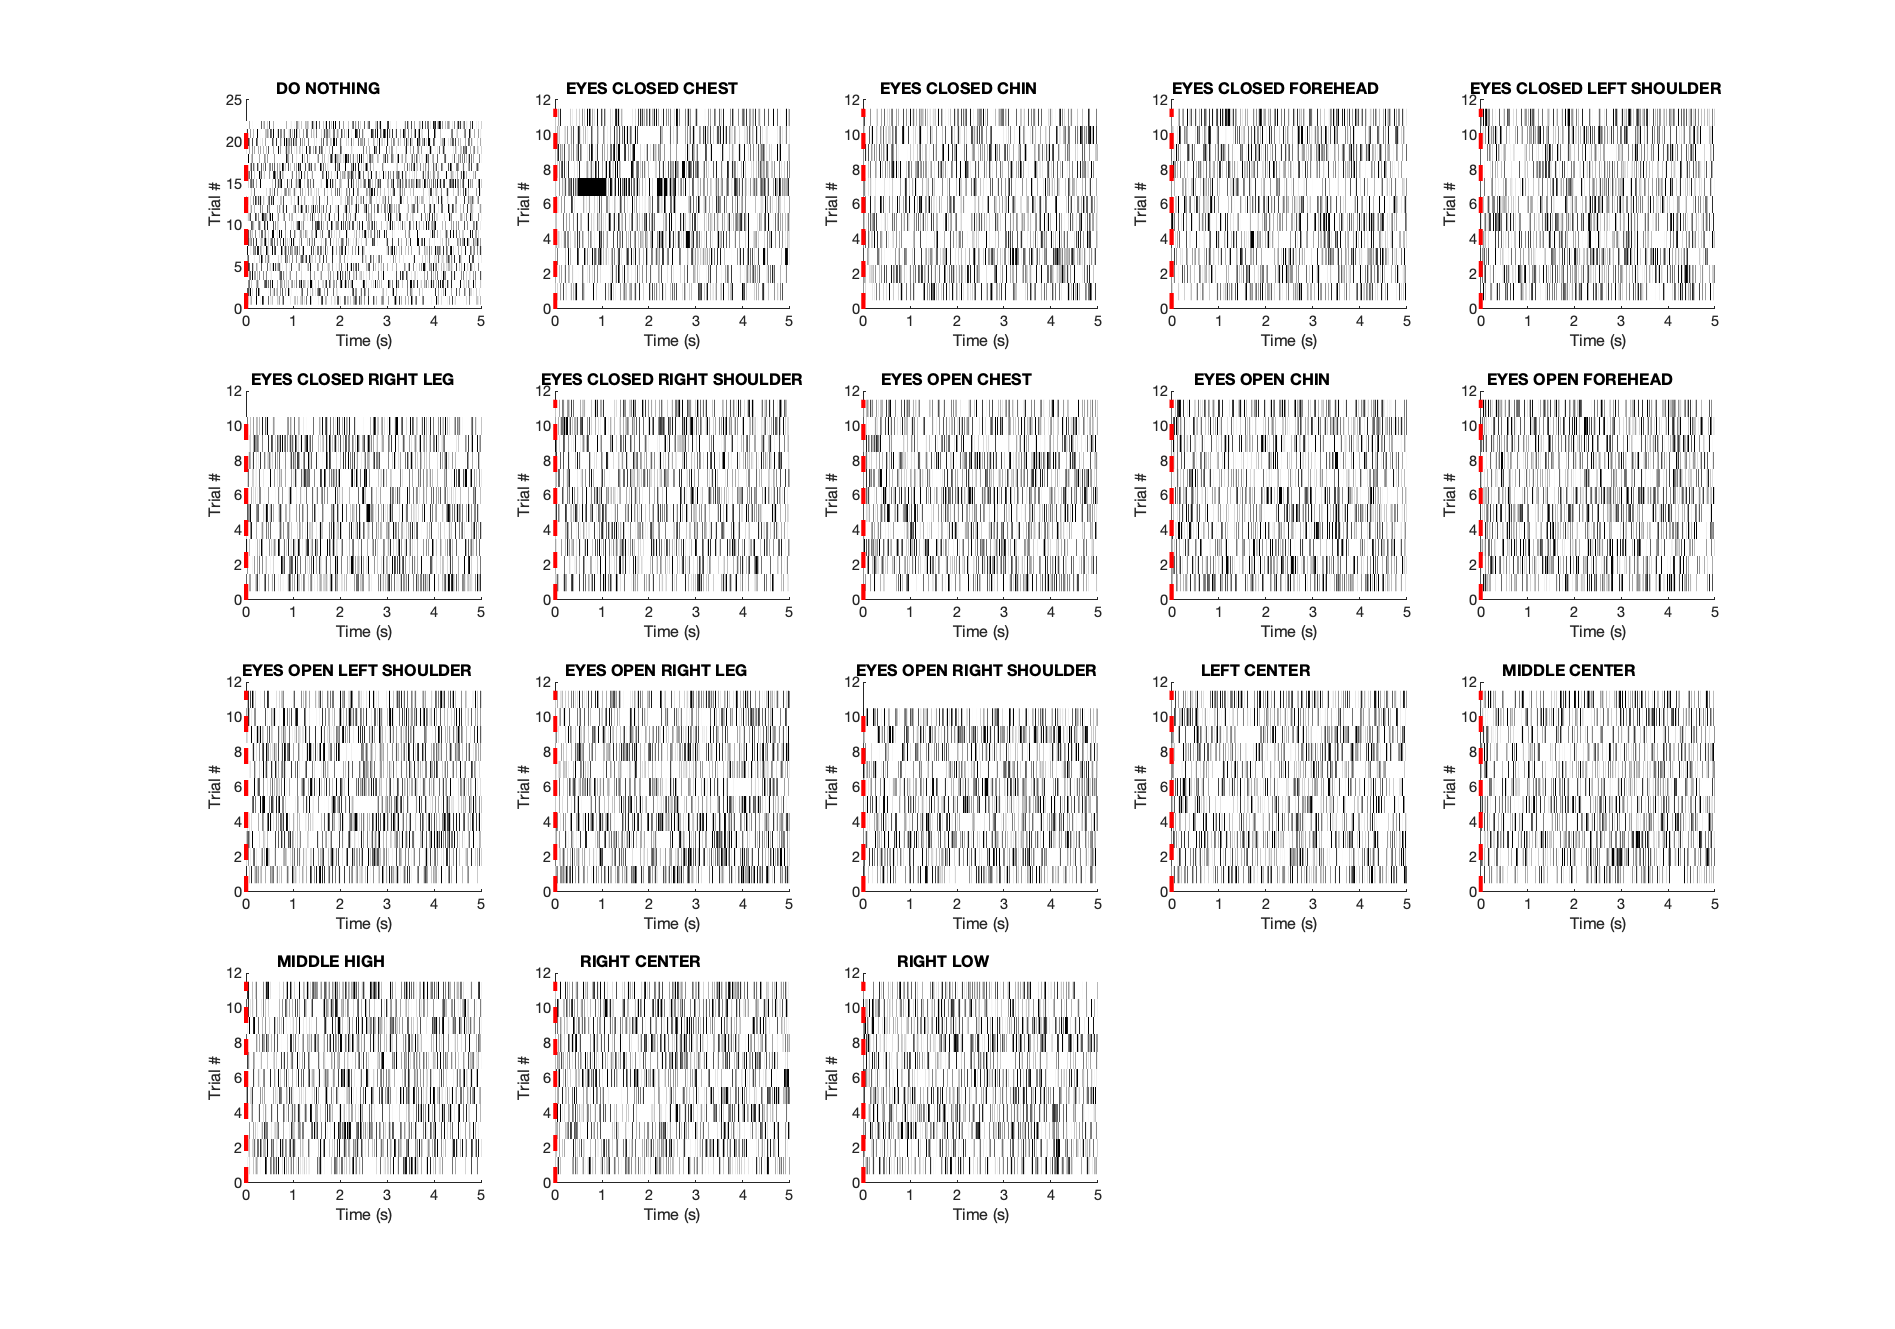 DO NOTHING
25
20
15
10
5
0
Trial #
0 1 2 3 4 5
Time (s)
EYES CLOSED CHEST
12
10
8
6
4
2
0
Trial #
0 1 2 3 4 5
Time (s)
EYES CLOSED CHIN
12
10
8
6
4
2
0
Trial #
0 1 2 3 4 5
Time (s)
EYES CLOSED FOREHEAD
12
10
8
6
4
2
0
Trial #
0 1 2 3 4 5
Time (s)
EYES CLOSED LEFT SHOULDER
12
10
8
6
4
2
0
Trial #
0 1 2 3 4 5
Time (s)
EYES CLOSED RIGHT LEG
12
10
8
6
4
2
0
Trial #
0 1 2 3 4 5
Time (s)
EYES CLOSED RIGHT SHOULDER
12
10
8
6
4
2
0
Trial #
0 1 2 3 4 5
Time (s)
EYES OPEN CHEST
12
10
8
6
4
2
0
Trial #
0 1 2 3 4 5
Time (s)
EYES OPEN CHIN
12
10
8
6
4
2
0
Trial #
0 1 2 3 4 5
Time (s)
EYES OPEN FOREHEAD
12
10
8
6
4
2
0
Trial #
0 1 2 3 4 5
Time (s)
EYES OPEN LEFT SHOULDER
12
10
8
6
4
2
0
Trial #
0 1 2 3 4 5
Time (s)
EYES OPEN RIGHT LEG
12
10
8
6
4
2
0
Trial #
0 1 2 3 4 5
Time (s)
EYES OPEN RIGHT SHOULDER
12
10
8
6
4
2
0
Trial #
0 1 2 3 4 5
Time (s)
LEFT CENTER
12
10
8
6
4
2
0
Trial #
0 1 2 3 4 5
Time (s)
MIDDLE CENTER
12
10
8
6
4
2
0
Trial #
0 1 2 3 4 5
Time (s)
MIDDLE HIGH
12
10
8
6
4
2
0
Trial #
0 1 2 3 4 5
Time (s)
RIGHT CENTER
12
10
8
6
4
2
0
Trial #
0 1 2 3 4 5
Time (s)
RIGHT LOW
12
10
8
6
4
2
0
Trial #
0 1 2 3 4 5
Time (s)